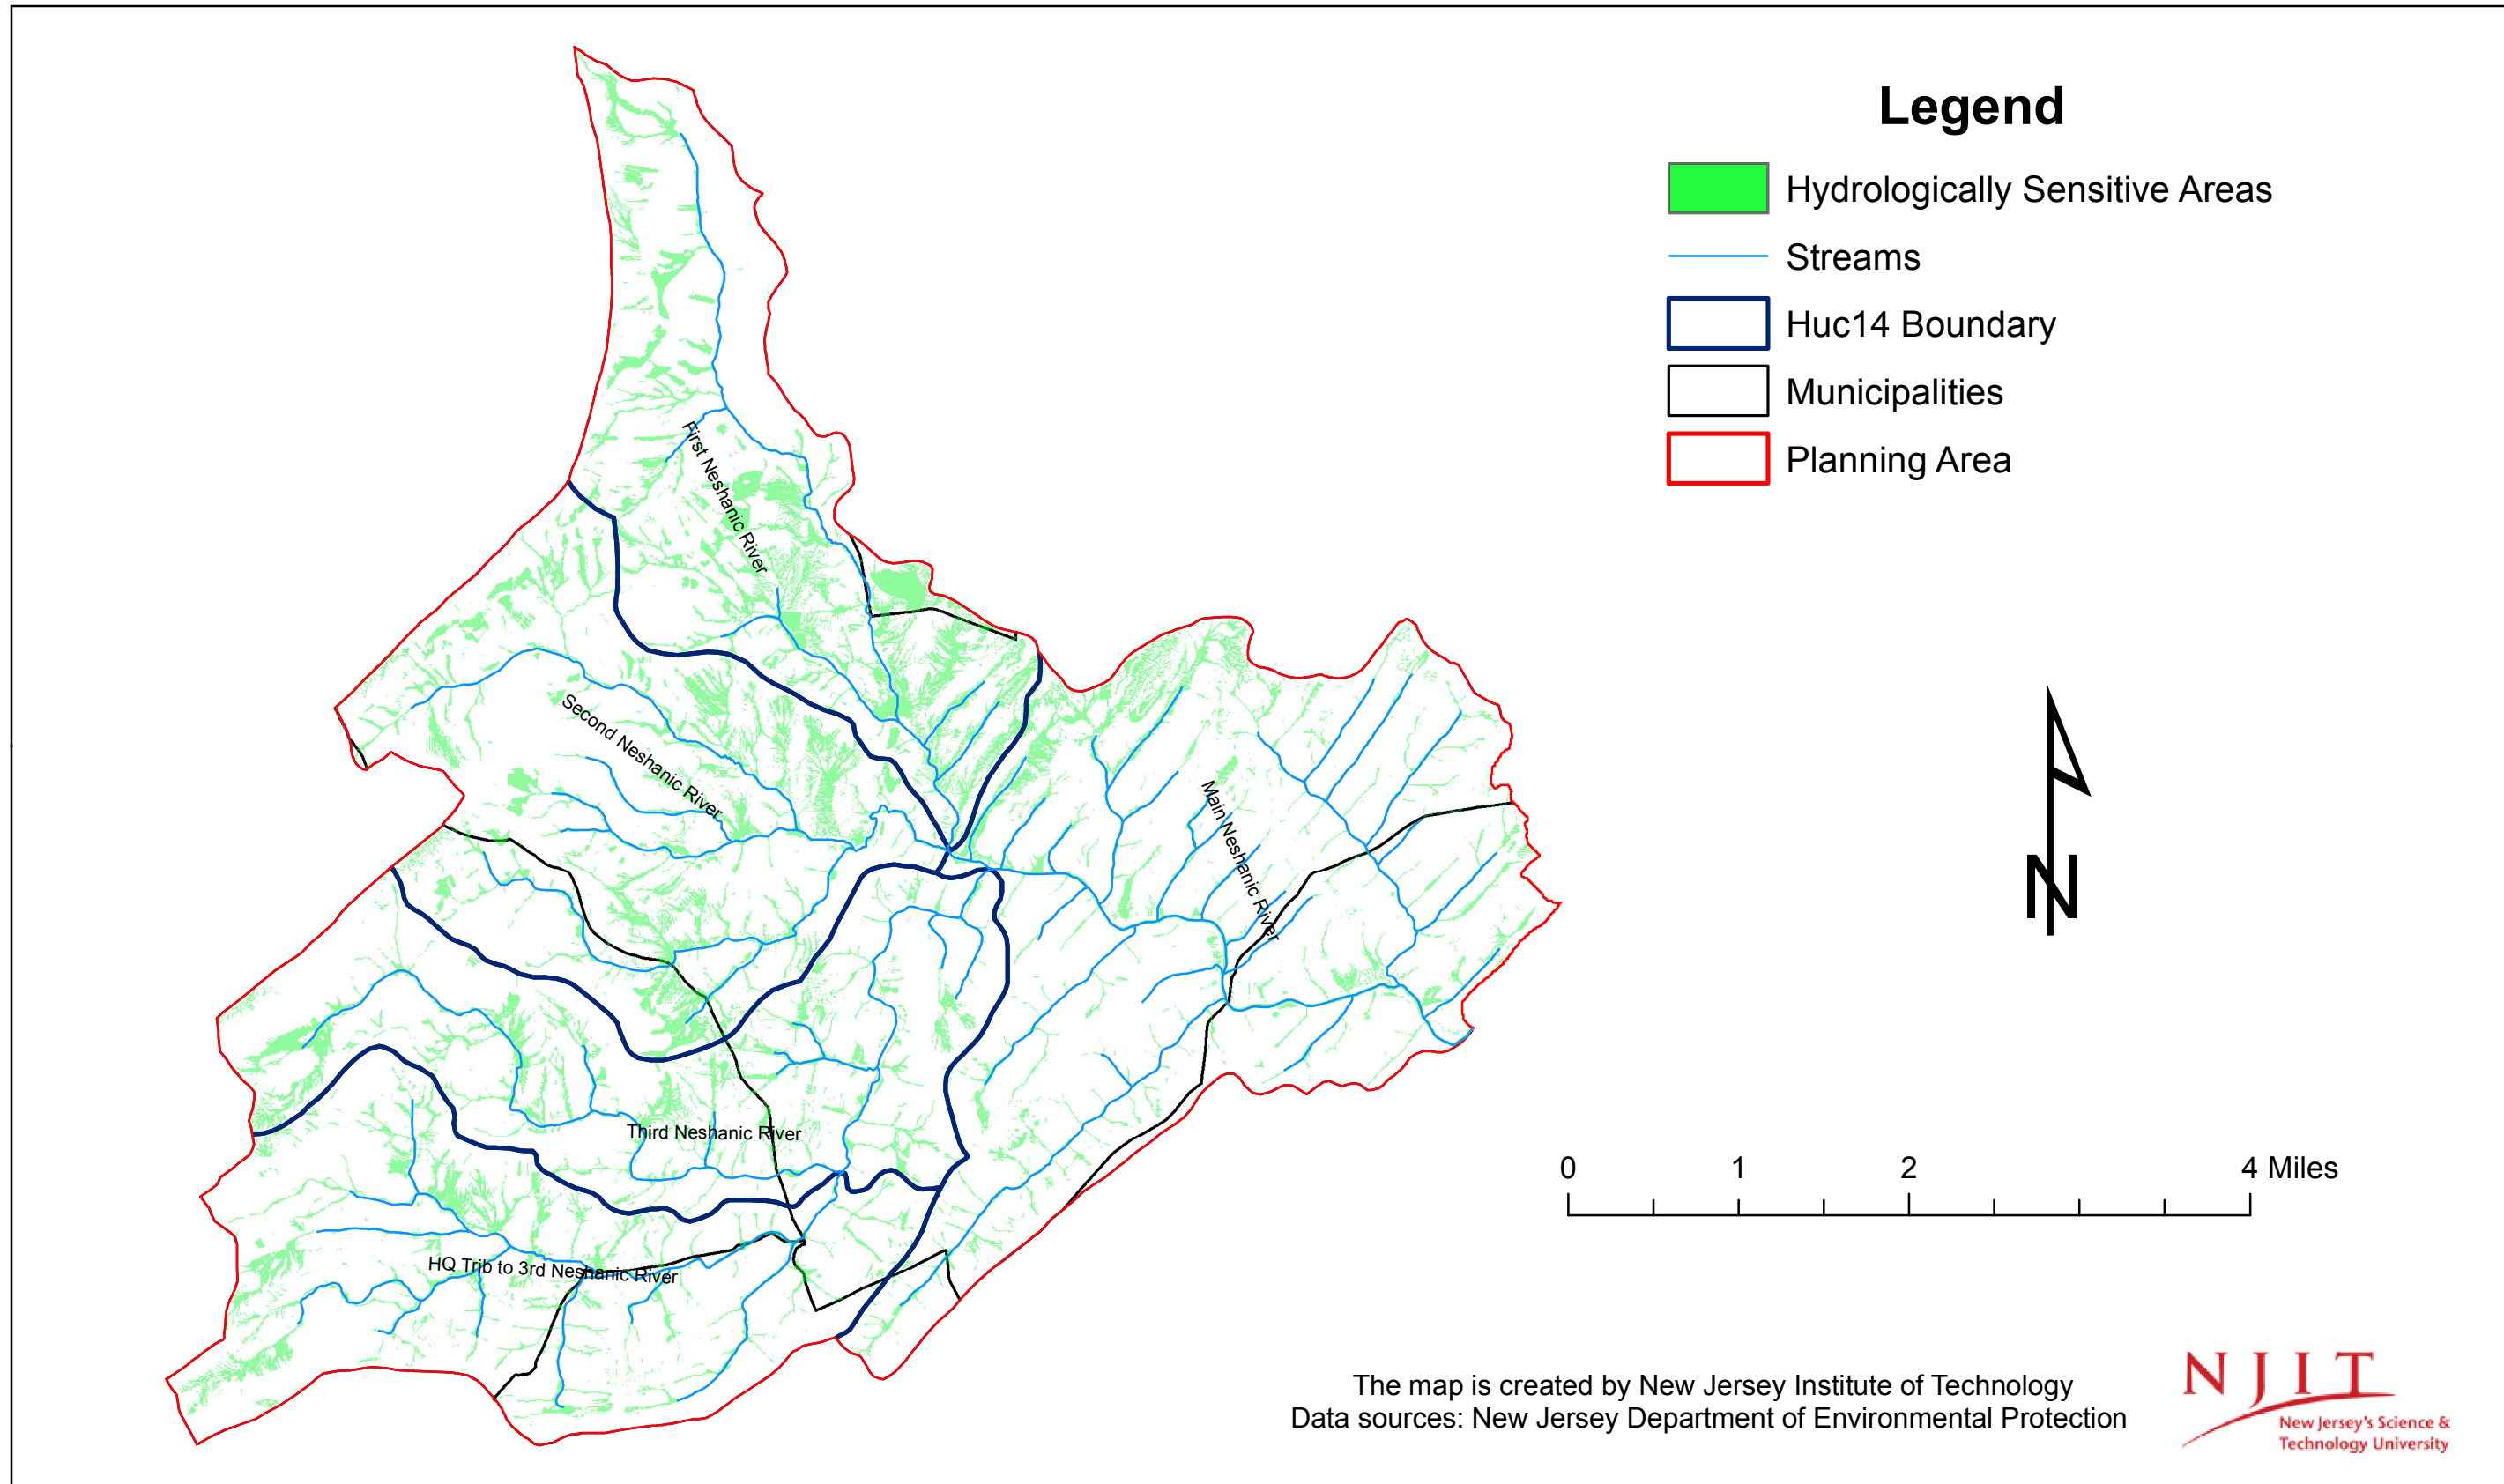 Legend
Hydrologically Sensitive Areas
Streams
Huc14 Boundary
Municipalities
Planning Area
First Neshanic River
Second Neshanic River
Main Neshanic River
Third Neshanic River
HQ Trib to 3rd Neshanic River
N
0 1 2 4 Miles
The map is created by New Jersey Institute of Technology
Data sources: New Jersey Department of Environmental Protection
NJIT
New Jersey's Science &
Technology University